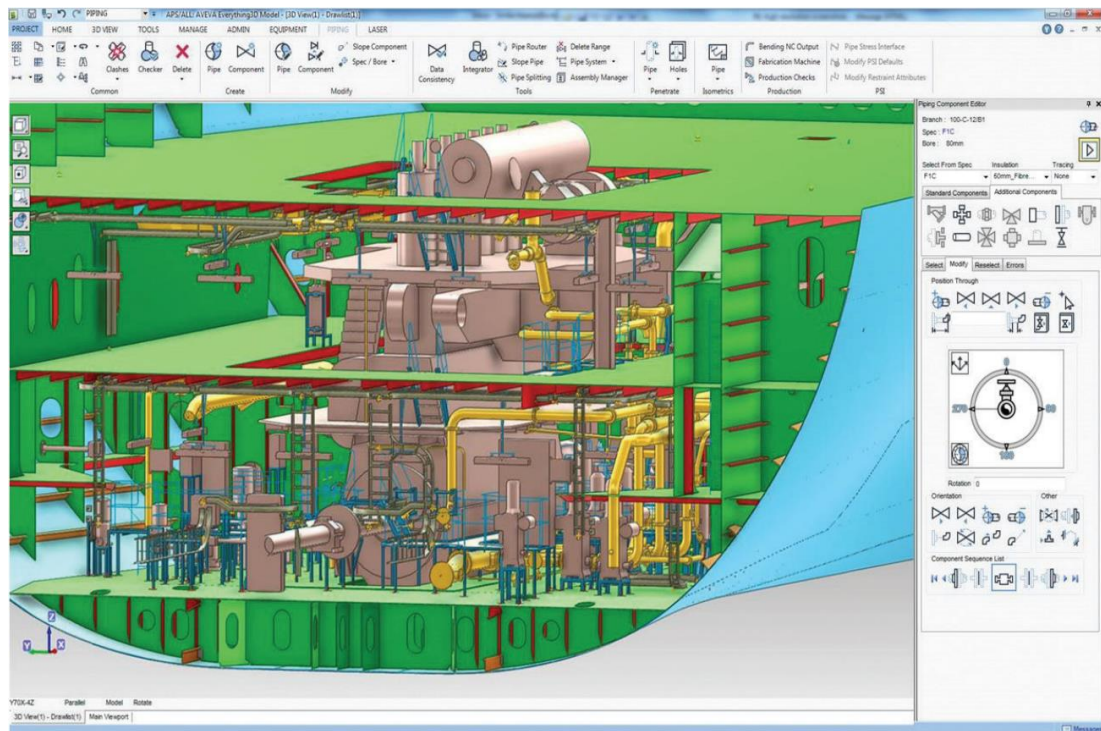 PIPING
APS/ALL/ AVEVA Everything3D Model - [3D View(1) - Drawlist(1)]
PROJECT HOME 3D VIEW TOOLS MANAGE ADMIN EQUIPMENT PIPING LASER
Clashes Checker Delete
Common
Pipe Component
Create
Pipe Component
Slope Component
Spec / Bore
Modify
Data Consistency
Integrator
Pipe Router
Slope Pipe
Pipe Splitting
Delete Range
Pipe System
Assembly Manager
Tools
Pipe Holes
Penetrate
Pipe
Isometrics
Bending NC Output
Fabrication Machine
Production Checks
Production
Pipe Stress Interface
Modify PSI Defaults
Modify Restraint Attributes
PSI
Piping Component Editor
Branch : 100-C-12/B1
Spec : F1C
Bore : 80mm
Select From Spec Insulation Tracing
F1C 50mm_Fibre... None
Standard Components Additional Components
Select Modify Reselect Errors
Position Through
0
270 90
180
Rotation 0
Orientation Other
Component Sequence List
Z
Y X
Y70X-4Z Parallel Model Rotate
3D View(1) - Drawlist(1) Main Viewport
Messages